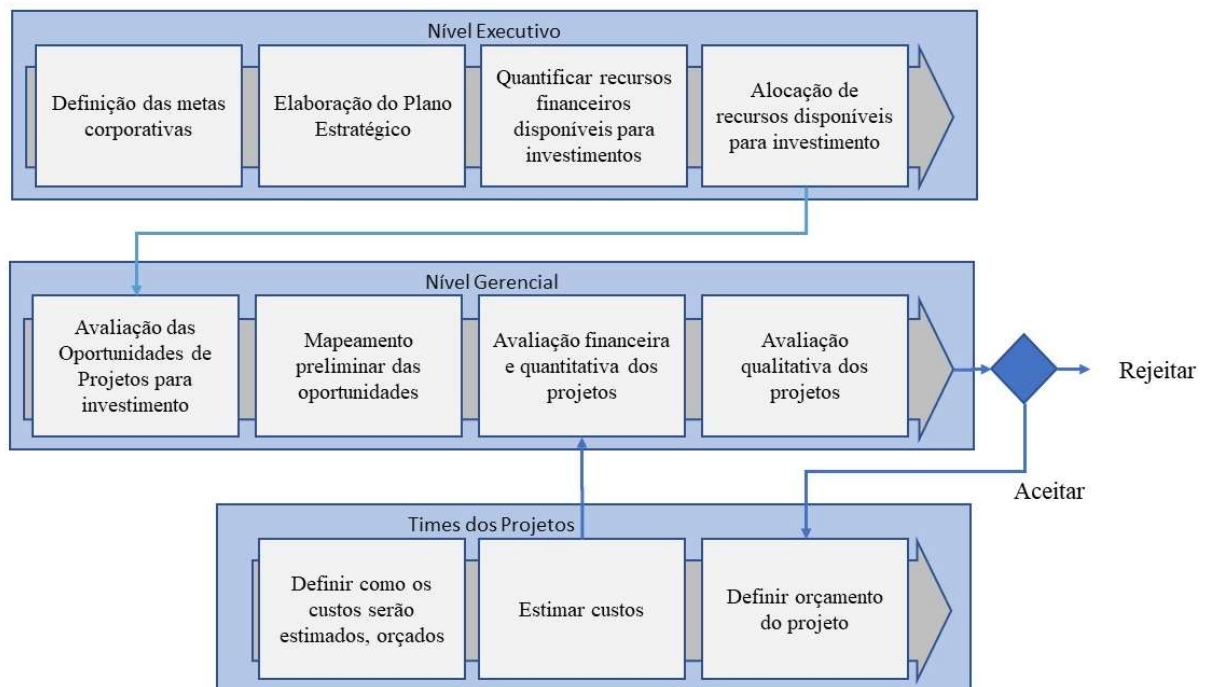 Nível Executivo
Definição das metas
corporativas
Elaboração do Plano
Estratégico
Quantificar recursos
financeiros
disponíveis para
investimentos
Alocação de
recursos disponíveis
para investimento
Nível Gerencial
Avaliação das
Oportunidades de
Projetos para
investimento
Mapeamento
preliminar das
oportunidades
Avaliação financeira
e quantitativa dos
projetos
Avaliação
qualitativa dos
projetos
Rejeitar
Aceitar
Times dos Projetos
Definir como os
custos serão
estimados, orçados
Estimar custos
Definir orçamento
do projeto